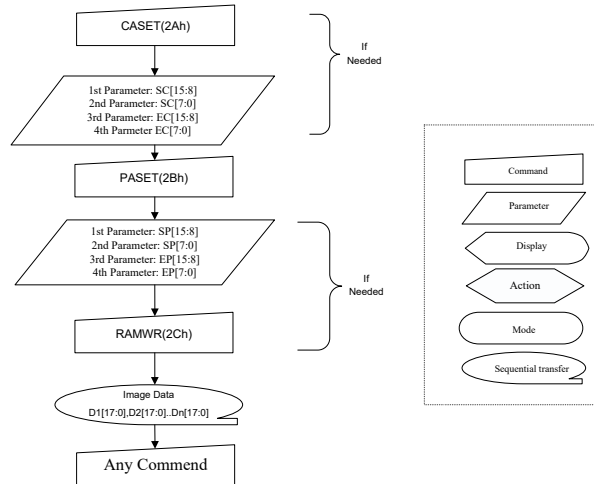 CASET(2Ah)
If
Needed
1st Parameter: SC[15:8]
2nd Parameter: SC[7:0]
3rd Parameter: EC[15:8]
4th Parmeter EC[7:0]
PASET(2Bh)
1st Parameter: SP[15:8]
2nd Parameter: SP[7:0]
3rd Parameter: EP[15:8]
4th Parameter: EP[7:0]
If
Needed
RAMWR(2Ch)
Image Data
D1[17:0],D2[17:0]..Dn[17:0]
Any Commend
Command
Parameter
Display
Action
Mode
Sequential transfer